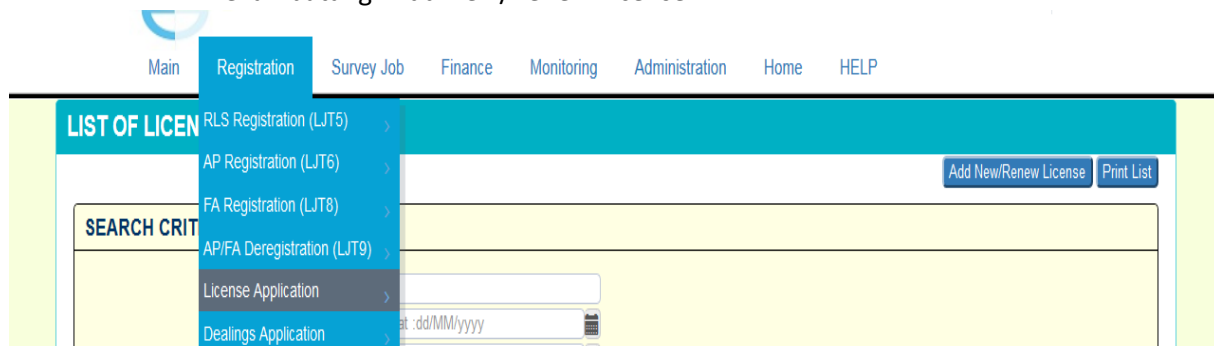 Main Registration Survey Job Finance Monitoring Administration Home HELP
LIST OF LICEN
RLS Registration (LJT5)
AP Registration (LJT6)
Add New/Renew License Print List
FA Registration (LJT8)
SEARCH CRIT
AP/FA Deregistration (LJT9)
License Application
at :dd/MM/yyyy
Dealings Application